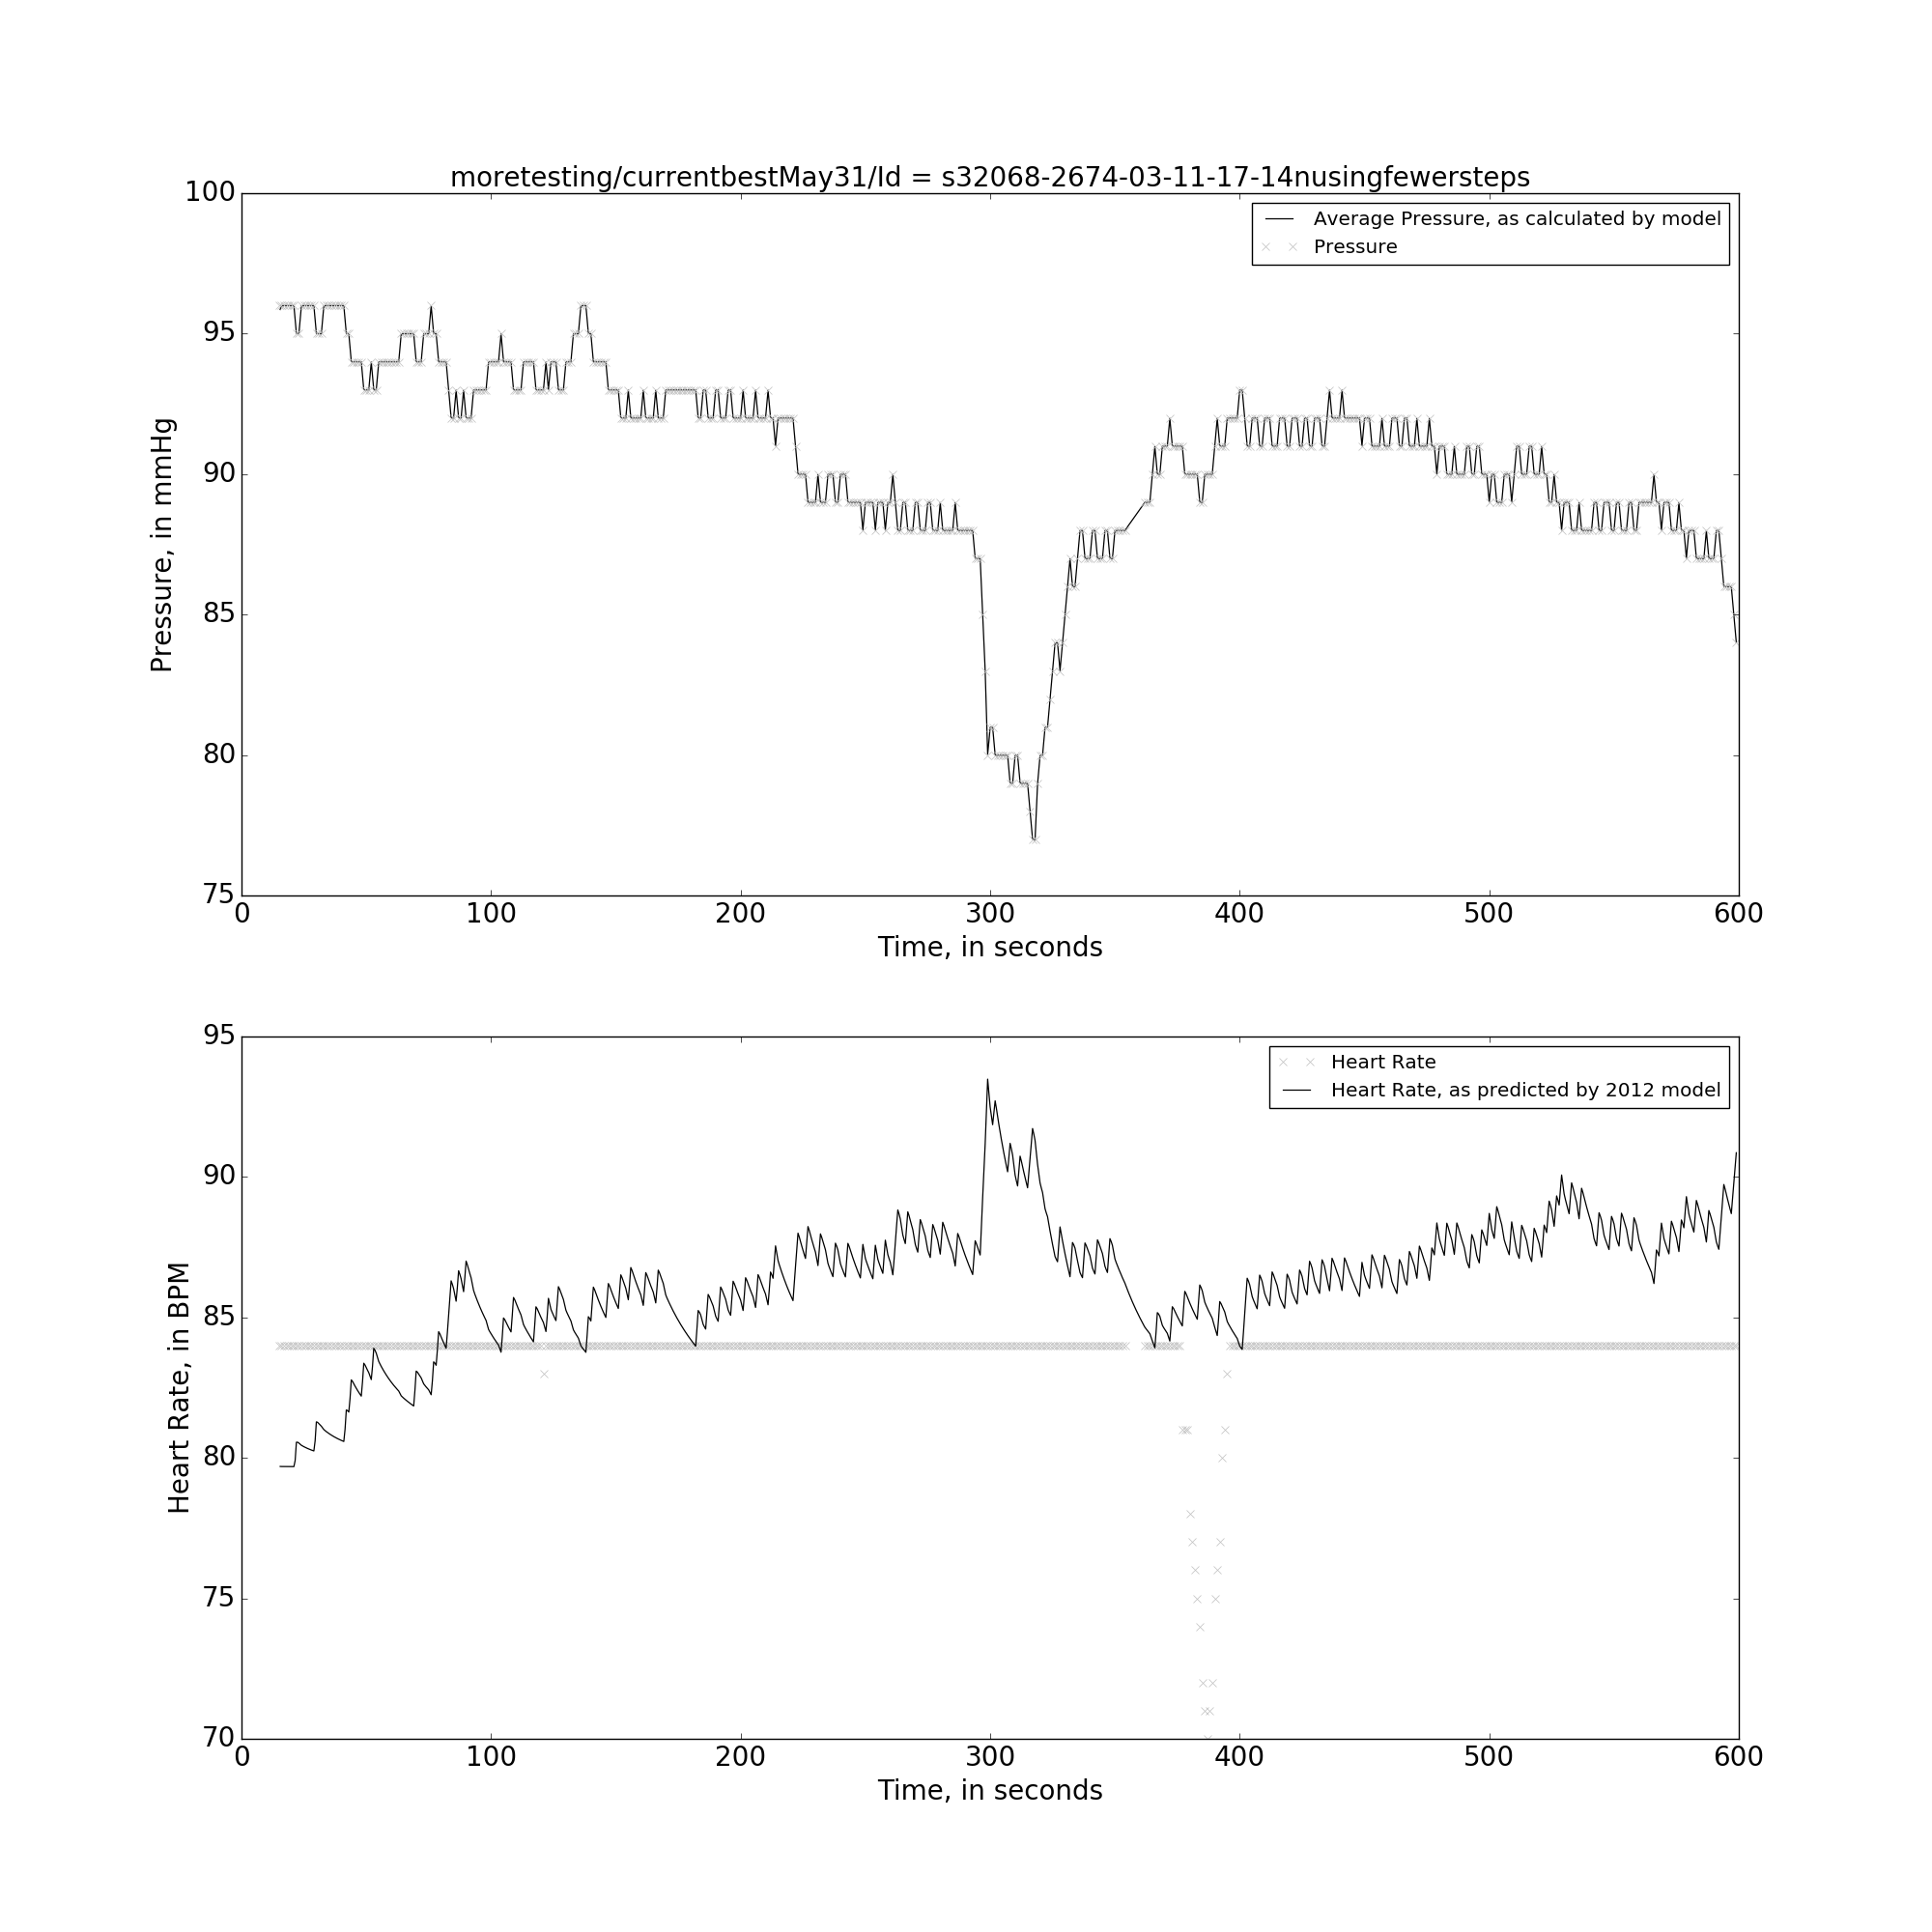 moretesting/currentbestMay31/Id = s32068-2674-03-11-17-14nusingfewersteps
100
95
90
85
80
75
Pressure, in mmHg
Average Pressure, as calculated by model
Pressure
0 100 200 300 400 500 600
Time, in seconds
95
90
85
80
75
70
Heart Rate, in BPM
Heart Rate
Heart Rate, as predicted by 2012 model
0 100 200 300 400 500 600
Time, in seconds